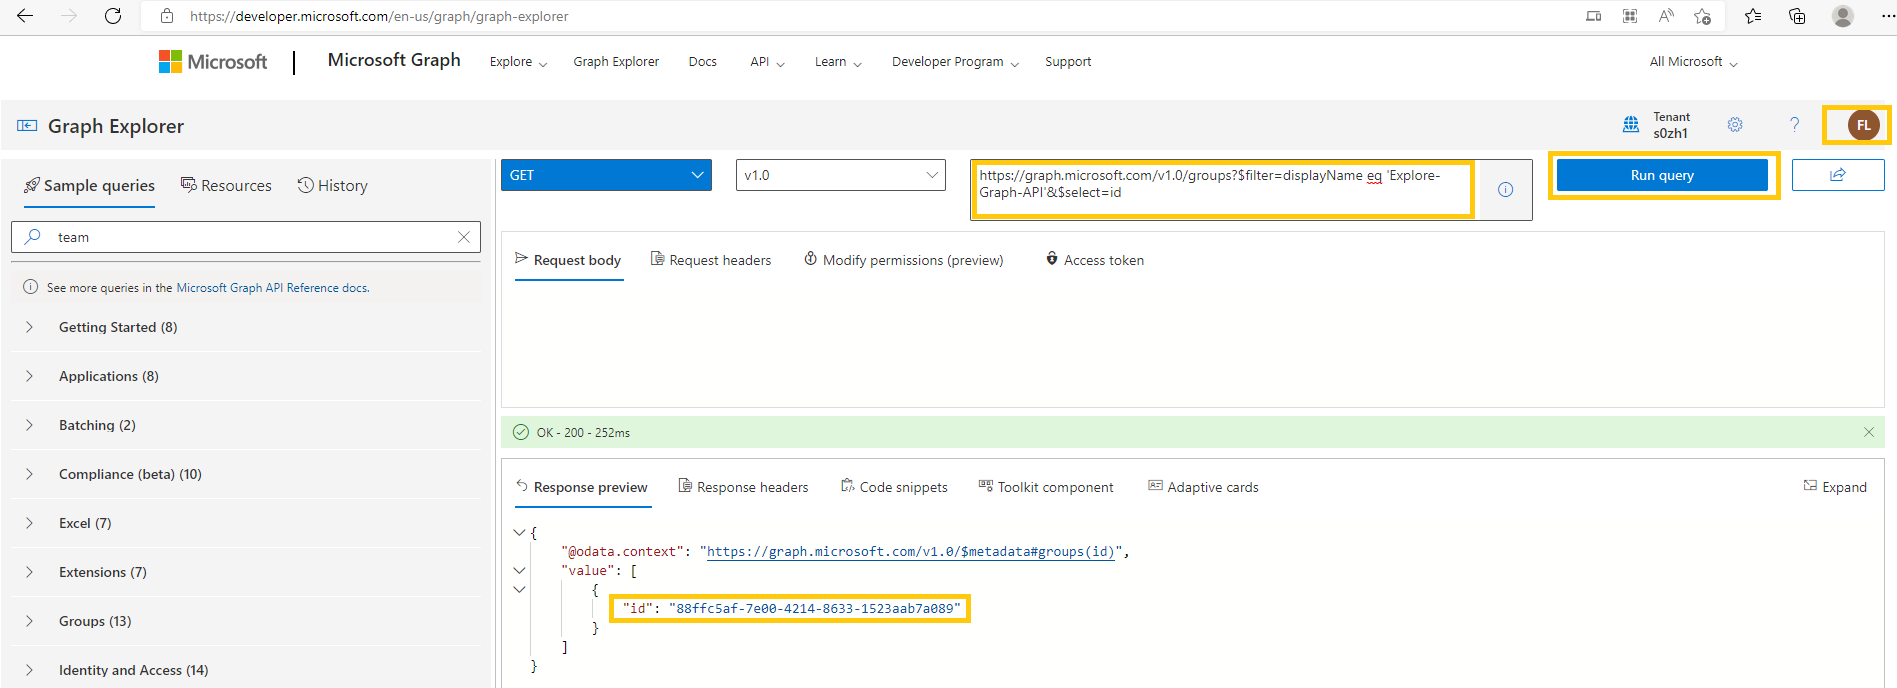 https://developer.microsoft.com/en-us/graph/graph-explorer
Microsoft | Microsoft Graph Explore Graph Explorer Docs API Learn Developer Program Support All Microsoft
Graph Explorer
Tenant
s0zh1
?
FL
Sample queries Resources History
team
See more queries in the Microsoft Graph API Reference docs.
Getting Started (8)
Applications (8)
Batching (2)
Compliance (beta) (10)
Excel (7)
Extensions (7)
Groups (13)
Identity and Access (14)
GET
v1.0
https://graph.microsoft.com/v1.0/groups?$filter=displayName eq 'Explore-
Graph-API'&$select=id
Run query
Request body Request headers Modify permissions (preview) Access token
OK - 200 - 252ms
Response preview Response headers Code snippets Toolkit component Adaptive cards Expand
{
"@odata.context": "https://graph.microsoft.com/v1.0/$metadata#groups(id)",
"value": [
{
"id": "88ffc5af-7e00-4214-8633-1523aab7a089"
}
]
}